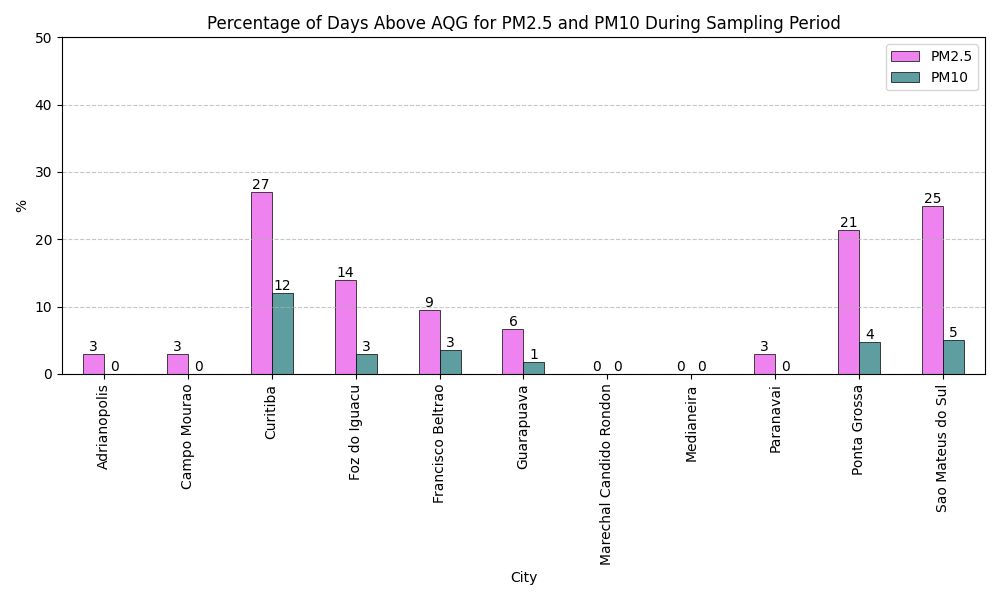 Percentage of Days Above AQG for PM2.5 and PM10 During Sampling Period
50
40
30
20
10
0
%
PM2.5
PM10
3
0
3
0
27
12
14
3
9
3
6
1
0
0
0
0
3
0
21
4
25
5
Adrianopolis
Campo Mourao
Curitiba
Foz do Iguacu
Francisco Beltrao
Guarapuava
Marechal Candido Rondon
Medianeira
Paranavai
Ponta Grossa
Sao Mateus do Sul
City